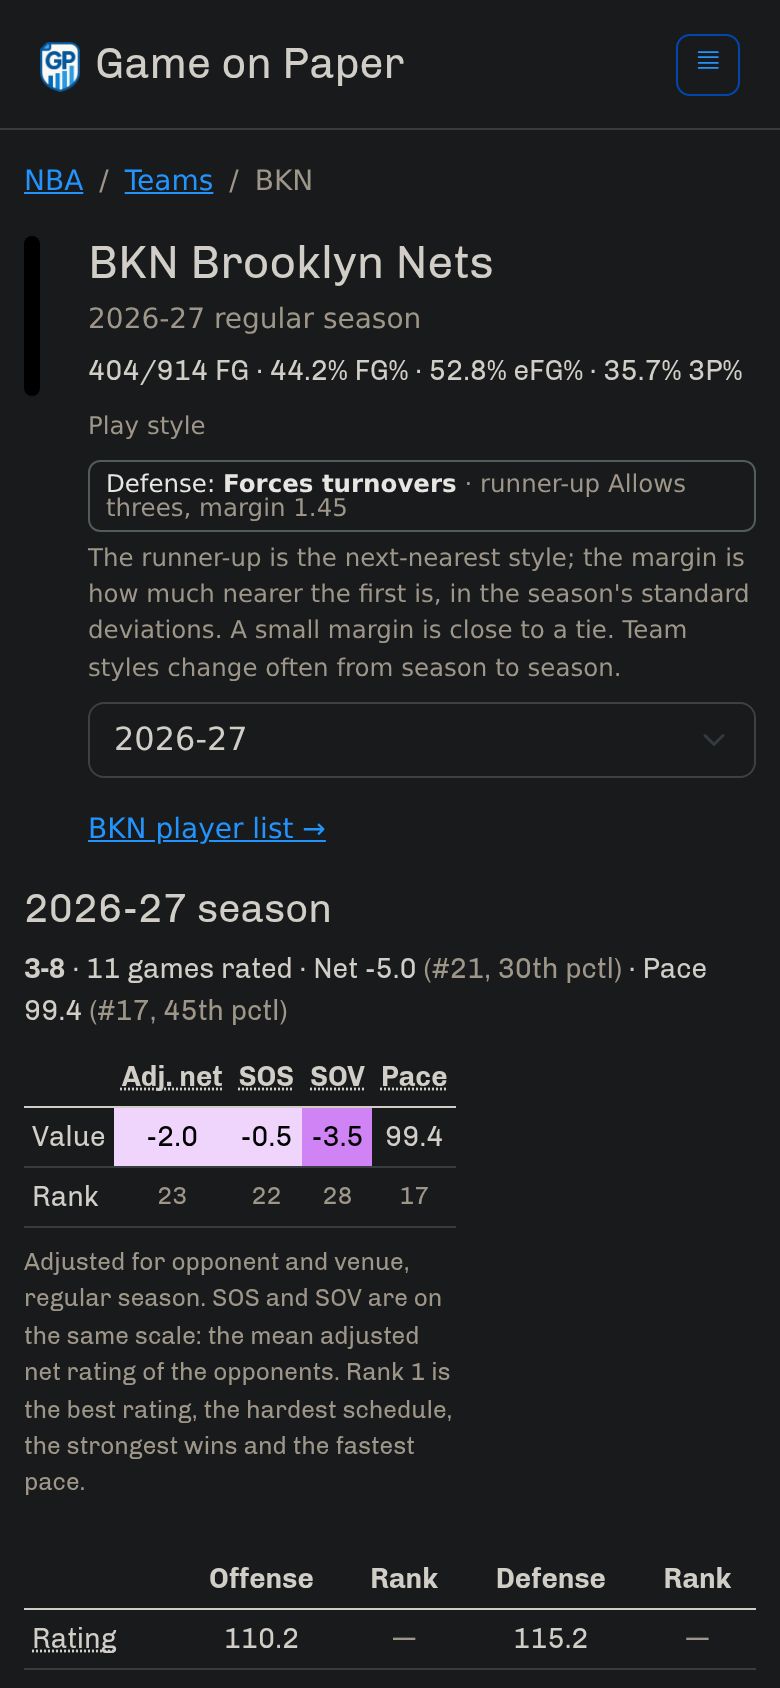 GP Game on Paper
NBA / Teams / BKN
BKN Brooklyn Nets
2026-27 regular season
404/914 FG · 44.2% FG% · 52.8% eFG% · 35.7% 3P%
Play style
Defense: Forces turnovers · runner-up Allows
threes, margin 1.45
The runner-up is the next-nearest style; the margin is
how much nearer the first is, in the season's standard
deviations. A small margin is close to a tie. Team
styles change often from season to season.
2026-27
BKN player list →
2026-27 season
3-8 · 11 games rated · Net -5.0 (#21, 30th pctl) · Pace
99.4 (#17, 45th pctl)
Adj. net SOS SOV Pace
Value -2.0 -0.5 -3.5 99.4
Rank 23 22 28 17
Adjusted for opponent and venue,
regular season. SOS and SOV are on
the same scale: the mean adjusted
net rating of the opponents. Rank 1 is
the best rating, the hardest schedule,
the strongest wins and the fastest
pace.
Offense Rank Defense Rank
Rating 110.2 — 115.2 —